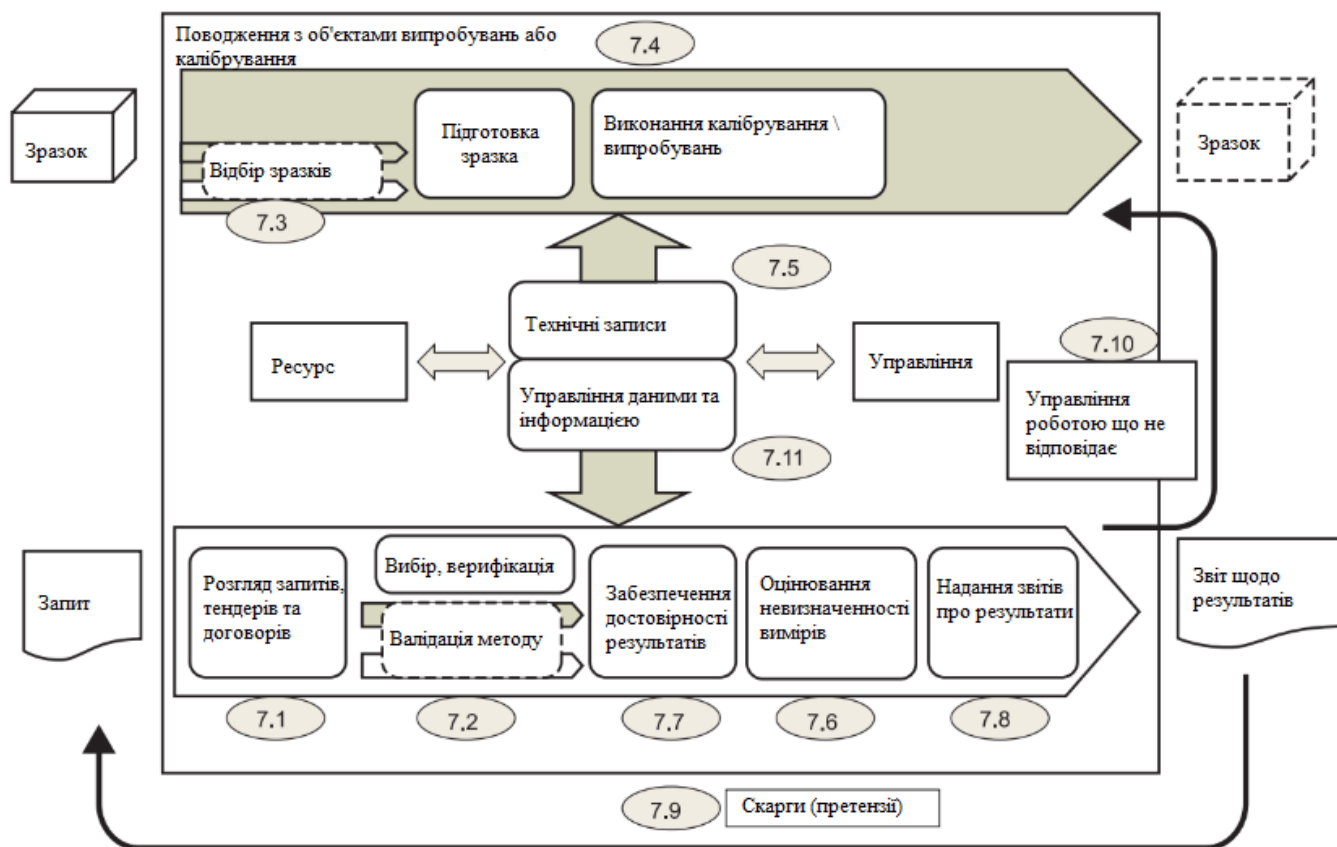 Поводження з об'єктами випробувань або
калібрування
7.4
Зразок
Відбір зразків
Підготовка
зразка
Виконання калібрування \
випробувань
Зразок
7.3
7.5
Технічні записи
Ресурс
Управління
7.10
Управління даними та
інформацією
Управління
роботою що не
відповідає
7.11
Запит
Розгляд запитів,
тендерів та
договорів
Вибір, верифікація
Валідація методу
Забезпечення
достовірності
результатів
Оцінювання
невизначенності
вимірів
Надання звітів
про результати
Звіт щодо
результатів
7.1
7.2
7.7
7.6
7.8
7.9
Скарги (претензії)